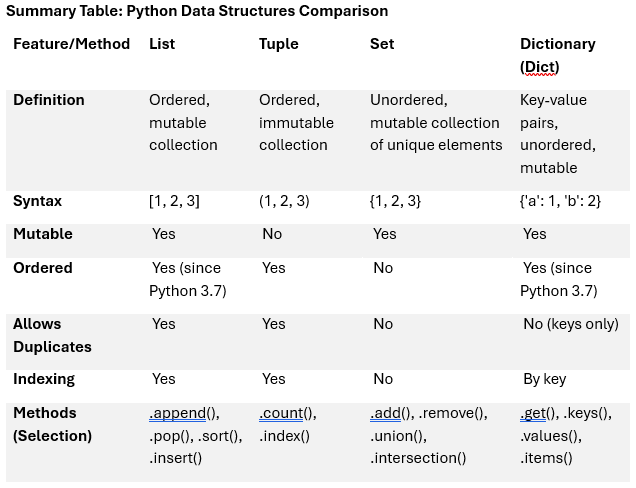 Summary Table: Python Data Structures Comparison
Feature/Method List Tuple Set Dictionary
(Dict)
Definition Ordered, Ordered, Unordered, Key-value
mutable immutable mutable collection pairs,
collection collection of unique elements unordered,
mutable
Syntax [1, 2, 3] (1, 2, 3) {1, 2, 3} {'a': 1, 'b': 2}
Mutable Yes No Yes Yes
Ordered Yes (since Yes No Yes (since
Python 3.7) Python 3.7)
Allows Yes Yes No No (keys only)
Duplicates
Indexing Yes Yes No By key
Methods .append(), .count(), .add(), .remove(), .get(), .keys(),
(Selection) .pop(), .sort(), .index() .union(), .values(),
.insert() .intersection() .items()